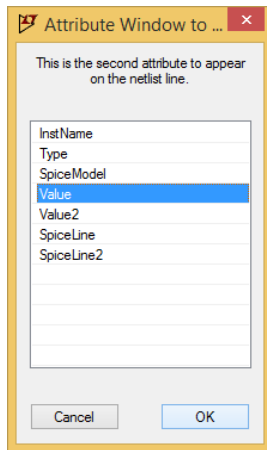 Attribute Window to ...
This is the second attribute to appear
on the netlist line.
InstName
Type
SpiceModel
Value
Value2
SpiceLine
SpiceLine2
Cancel
OK